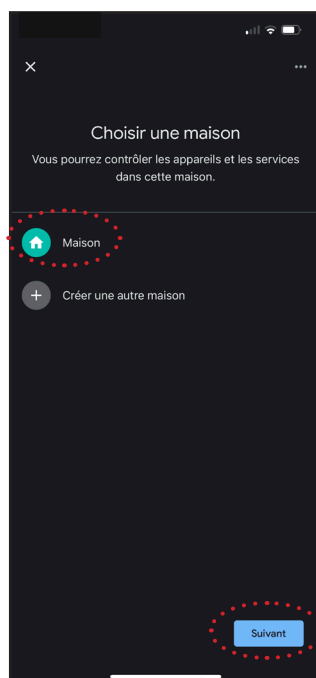 Choisir une maison
Vous pourrez contrôler les appareils et les services
dans cette maison.
Maison
Créer une autre maison
Suivant